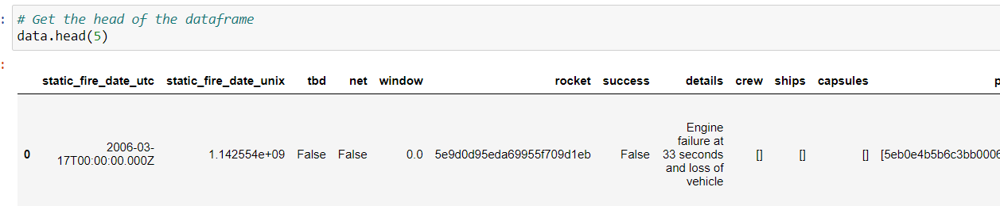 : # Get the head of the dataframe
data.head(5)
:
static_fire_date_utc static_fire_date_unix tbd net window rocket success details crew ships capsules p
0 2006-03-17T00:00:00.000Z 1.142554e+09 False False 0.0 5e9d0d95eda69955f709d1eb False Engine failure at 33 seconds and loss of vehicle [] [] [] [5eb0e4b5b6c3bb0006